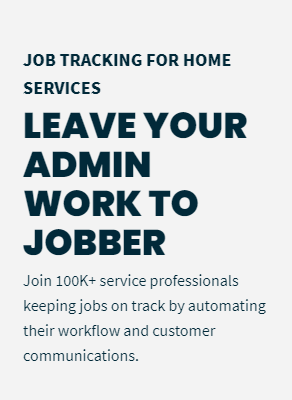 JOB TRACKING FOR HOME
SERVICES
LEAVE YOUR
ADMIN
WORK TO
JOBBER
Join 100K+ service professionals
keeping jobs on track by automating
their workflow and customer
communications.